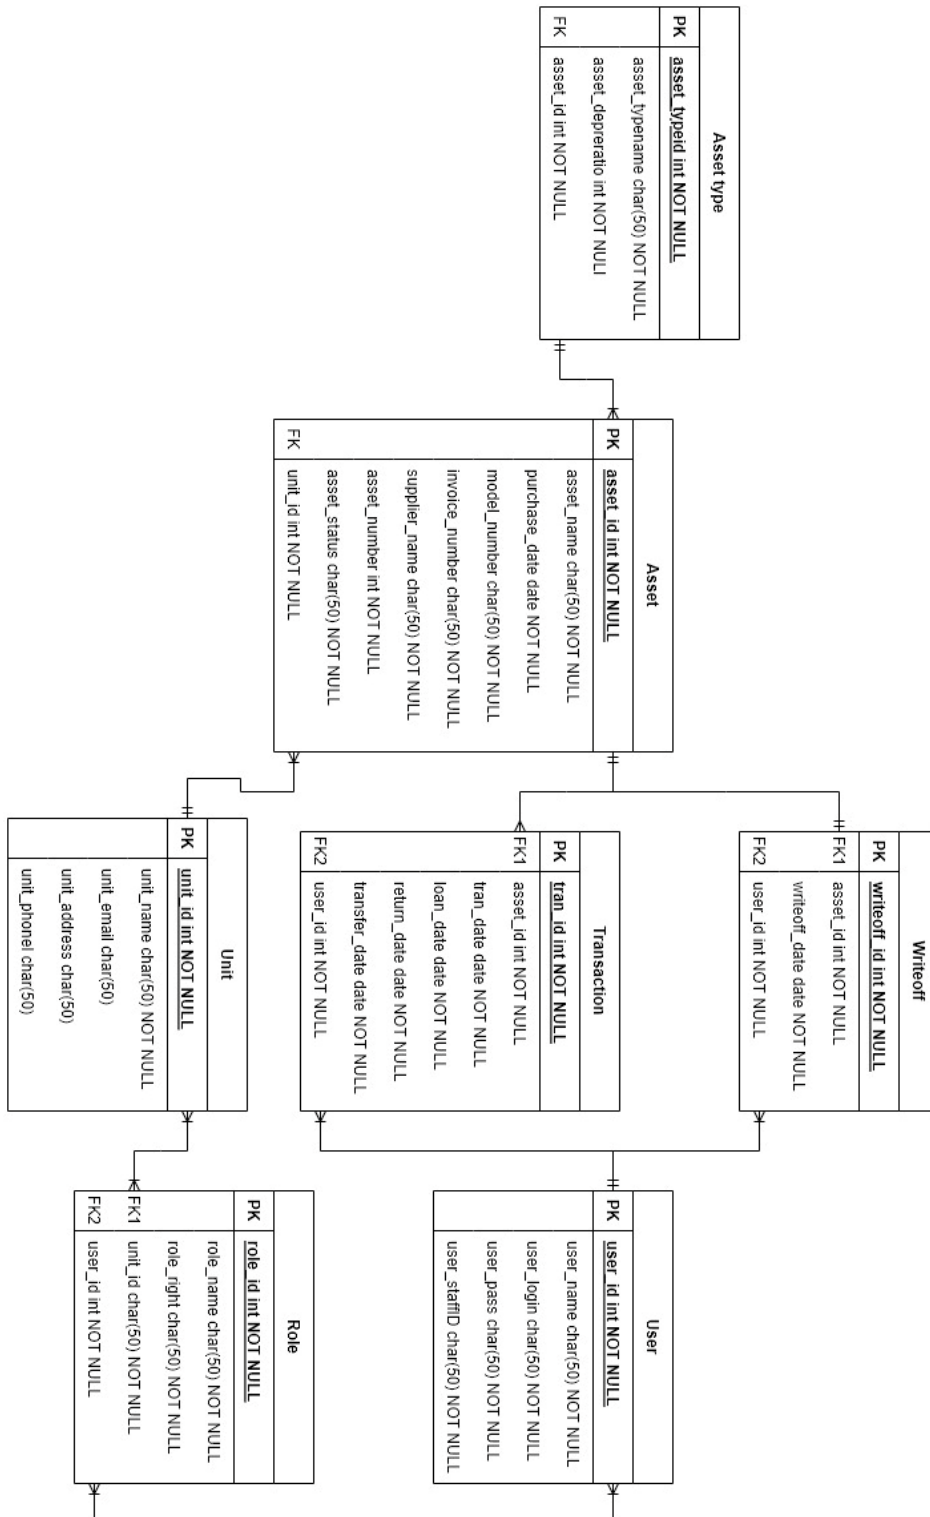 Asset type
PK asset_typeid int NOT NULL
asset_typename char(50) NOT NULL
asset_depreratio int NOT NULl
FK asset_id int NOT NULL
Asset
PK asset_id int NOT NULL
asset_name char(50) NOT NULL
purchase_date date NOT NULL
model_number char(50) NOT NULL
invoice_number char(50) NOT NULL
supplier_name char(50) NOT NULL
asset_number int NOT NULL
asset_status char(50) NOT NULL
FK unit_id int NOT NULL
Writeoff
PK writeoff_id int NOT NULL
FK1 asset_id int NOT NULL
writeoff_date date NOT NULL
FK2 user_id int NOT NULL
Transaction
PK tran_id int NOT NULL
FK1 asset_id int NOT NULL
tran_date date NOT NULL
loan_date date NOT NULL
return_date date NOT NULL
transfer_date date NOT NULL
FK2 user_id int NOT NULL
Unit
PK unit_id int NOT NULL
unit_name char(50) NOT NULL
unit_email char(50)
unit_address char(50)
unit_phonel char(50)
User
PK user_id int NOT NULL
user_name char(50) NOT NULL
user_login char(50) NOT NULL
user_pass char(50) NOT NULL
user_staffID char(50) NOT NULL
Role
PK role_id int NOT NULL
role_name char(50) NOT NULL
role_right char(50) NOT NULL
FK1 unit_id char(50) NOT NULL
FK2 user_id int NOT NULL